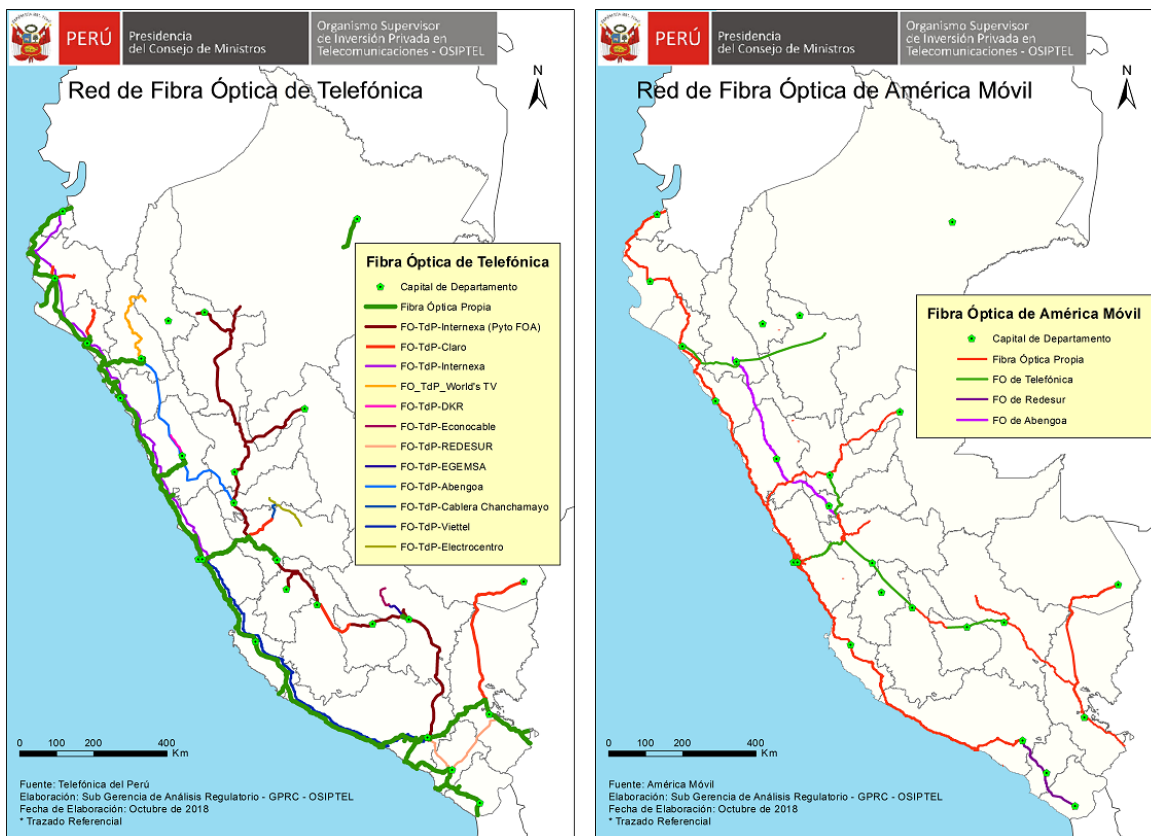 PERÚ
Presidencia
del Consejo de Ministros
Organismo Supervisor
de Inversión Privada en
Telecomunicaciones - OSIPTEL
Red de Fibra Óptica de Telefónica
N
Fibra Óptica de Telefónica
Capital de Departamento
Fibra Óptica Propia
FO-TdP-Internexa (Pyto FOA)
FO-TdP-Claro
FO-TdP-Internexa
FO_TdP_World's TV
FO-TdP-DKR
FO-TdP-Econocable
FO-TdP-REDESUR
FO-TdP-EGEMSA
FO-TdP-Abengoa
FO-TdP-Cablera Chanchamayo
FO-TdP-Viettel
FO-TdP-Electrocentro
0 200 400
Km
Fuente: Telefónica del Perú
Elaboración: Sub Gerencia de Análisis Regulatorio - GPRC - OSIPTEL
Fecha de Elaboración: Octubre de 2018
* Trazado Referencial
PERÚ
Presidencia
del Consejo de Ministros
Organismo Supervisor
de Inversión Privada en
Telecomunicaciones - OSIPTEL
Red de Fibra Óptica de América Móvil
N
Fibra Óptica de América Móvil
Capital de Departamento
Fibra Óptica Propia
FO de Telefónica
FO de Redesur
FO de Abengoa
0 200 400
Km
Fuente: América Móvil
Elaboración: Sub Gerencia de Análisis Regulatorio - GPRC - OSIPTEL
Fecha de Elaboración: Octubre de 2018
* Trazado Referencial